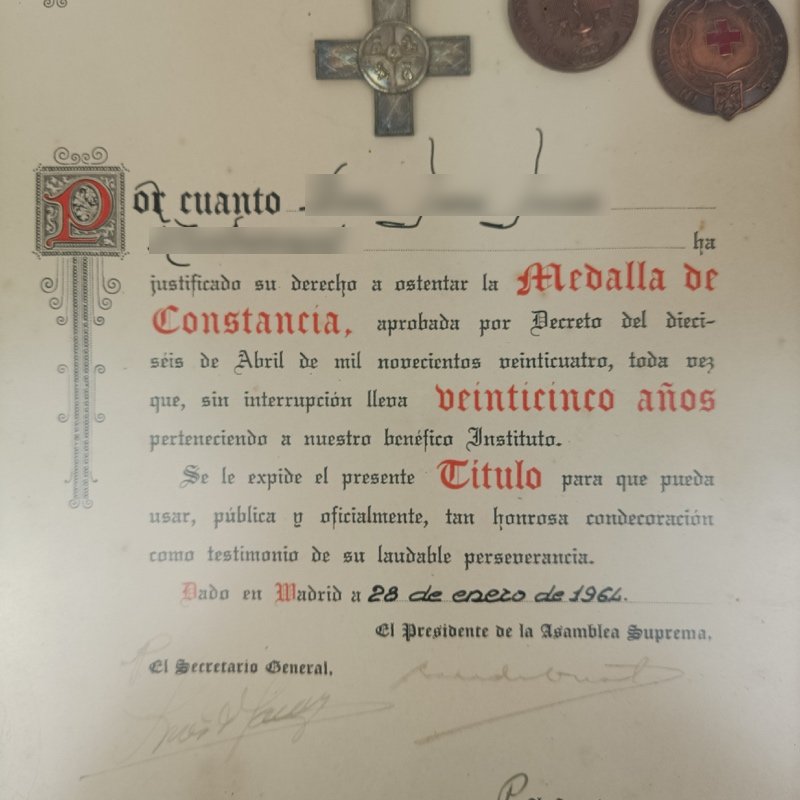 Por cuanto
ha
justificado su derecho a ostentar la Medalla de
Constancia, aprobada por Decreto del dieci-
séis de Abril de mil novecientos veinticuatro, toda vez
que, sin interrupción lleva veinticinco años
perteneciendo a nuestro benéfico Instituto.
Se le expide el presente Título para que pueda
usar, pública y oficialmente, tan honrosa condecoración
como testimonio de su laudable perseverancia.
Dado en Madrid a 28 de enero de 1964.
El Presidente de la Asamblea Suprema,
El Secretario General,